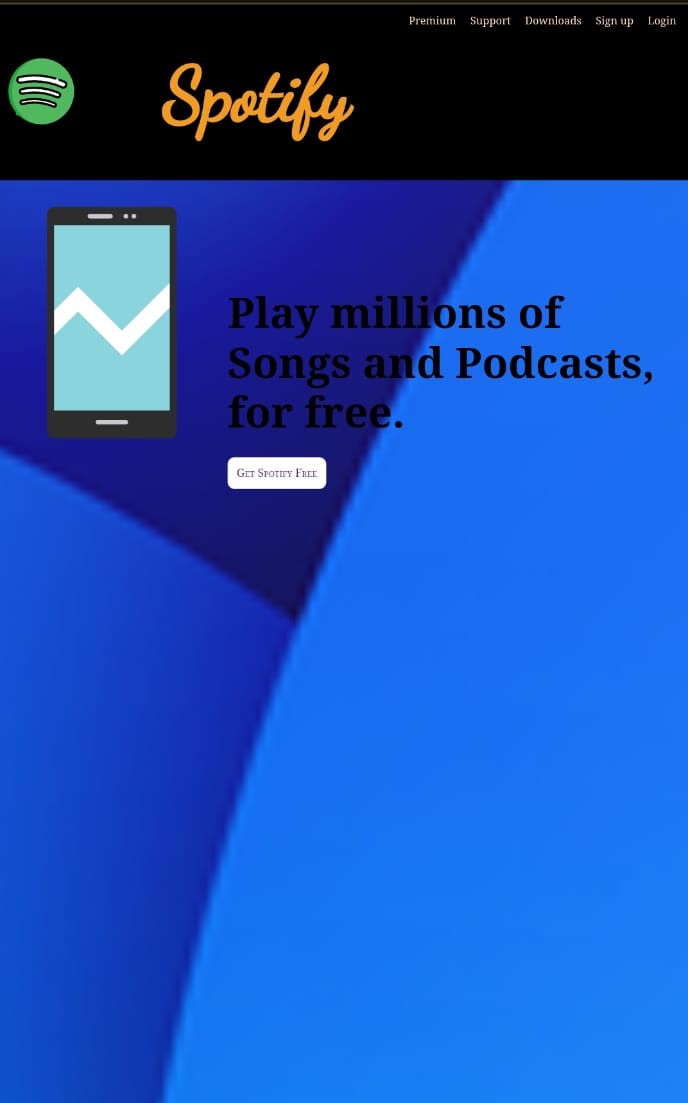 Premium Support Downloads Sign up Login
Spotify
Play millions of
Songs and Podcasts,
for free.
Get Spotify Free